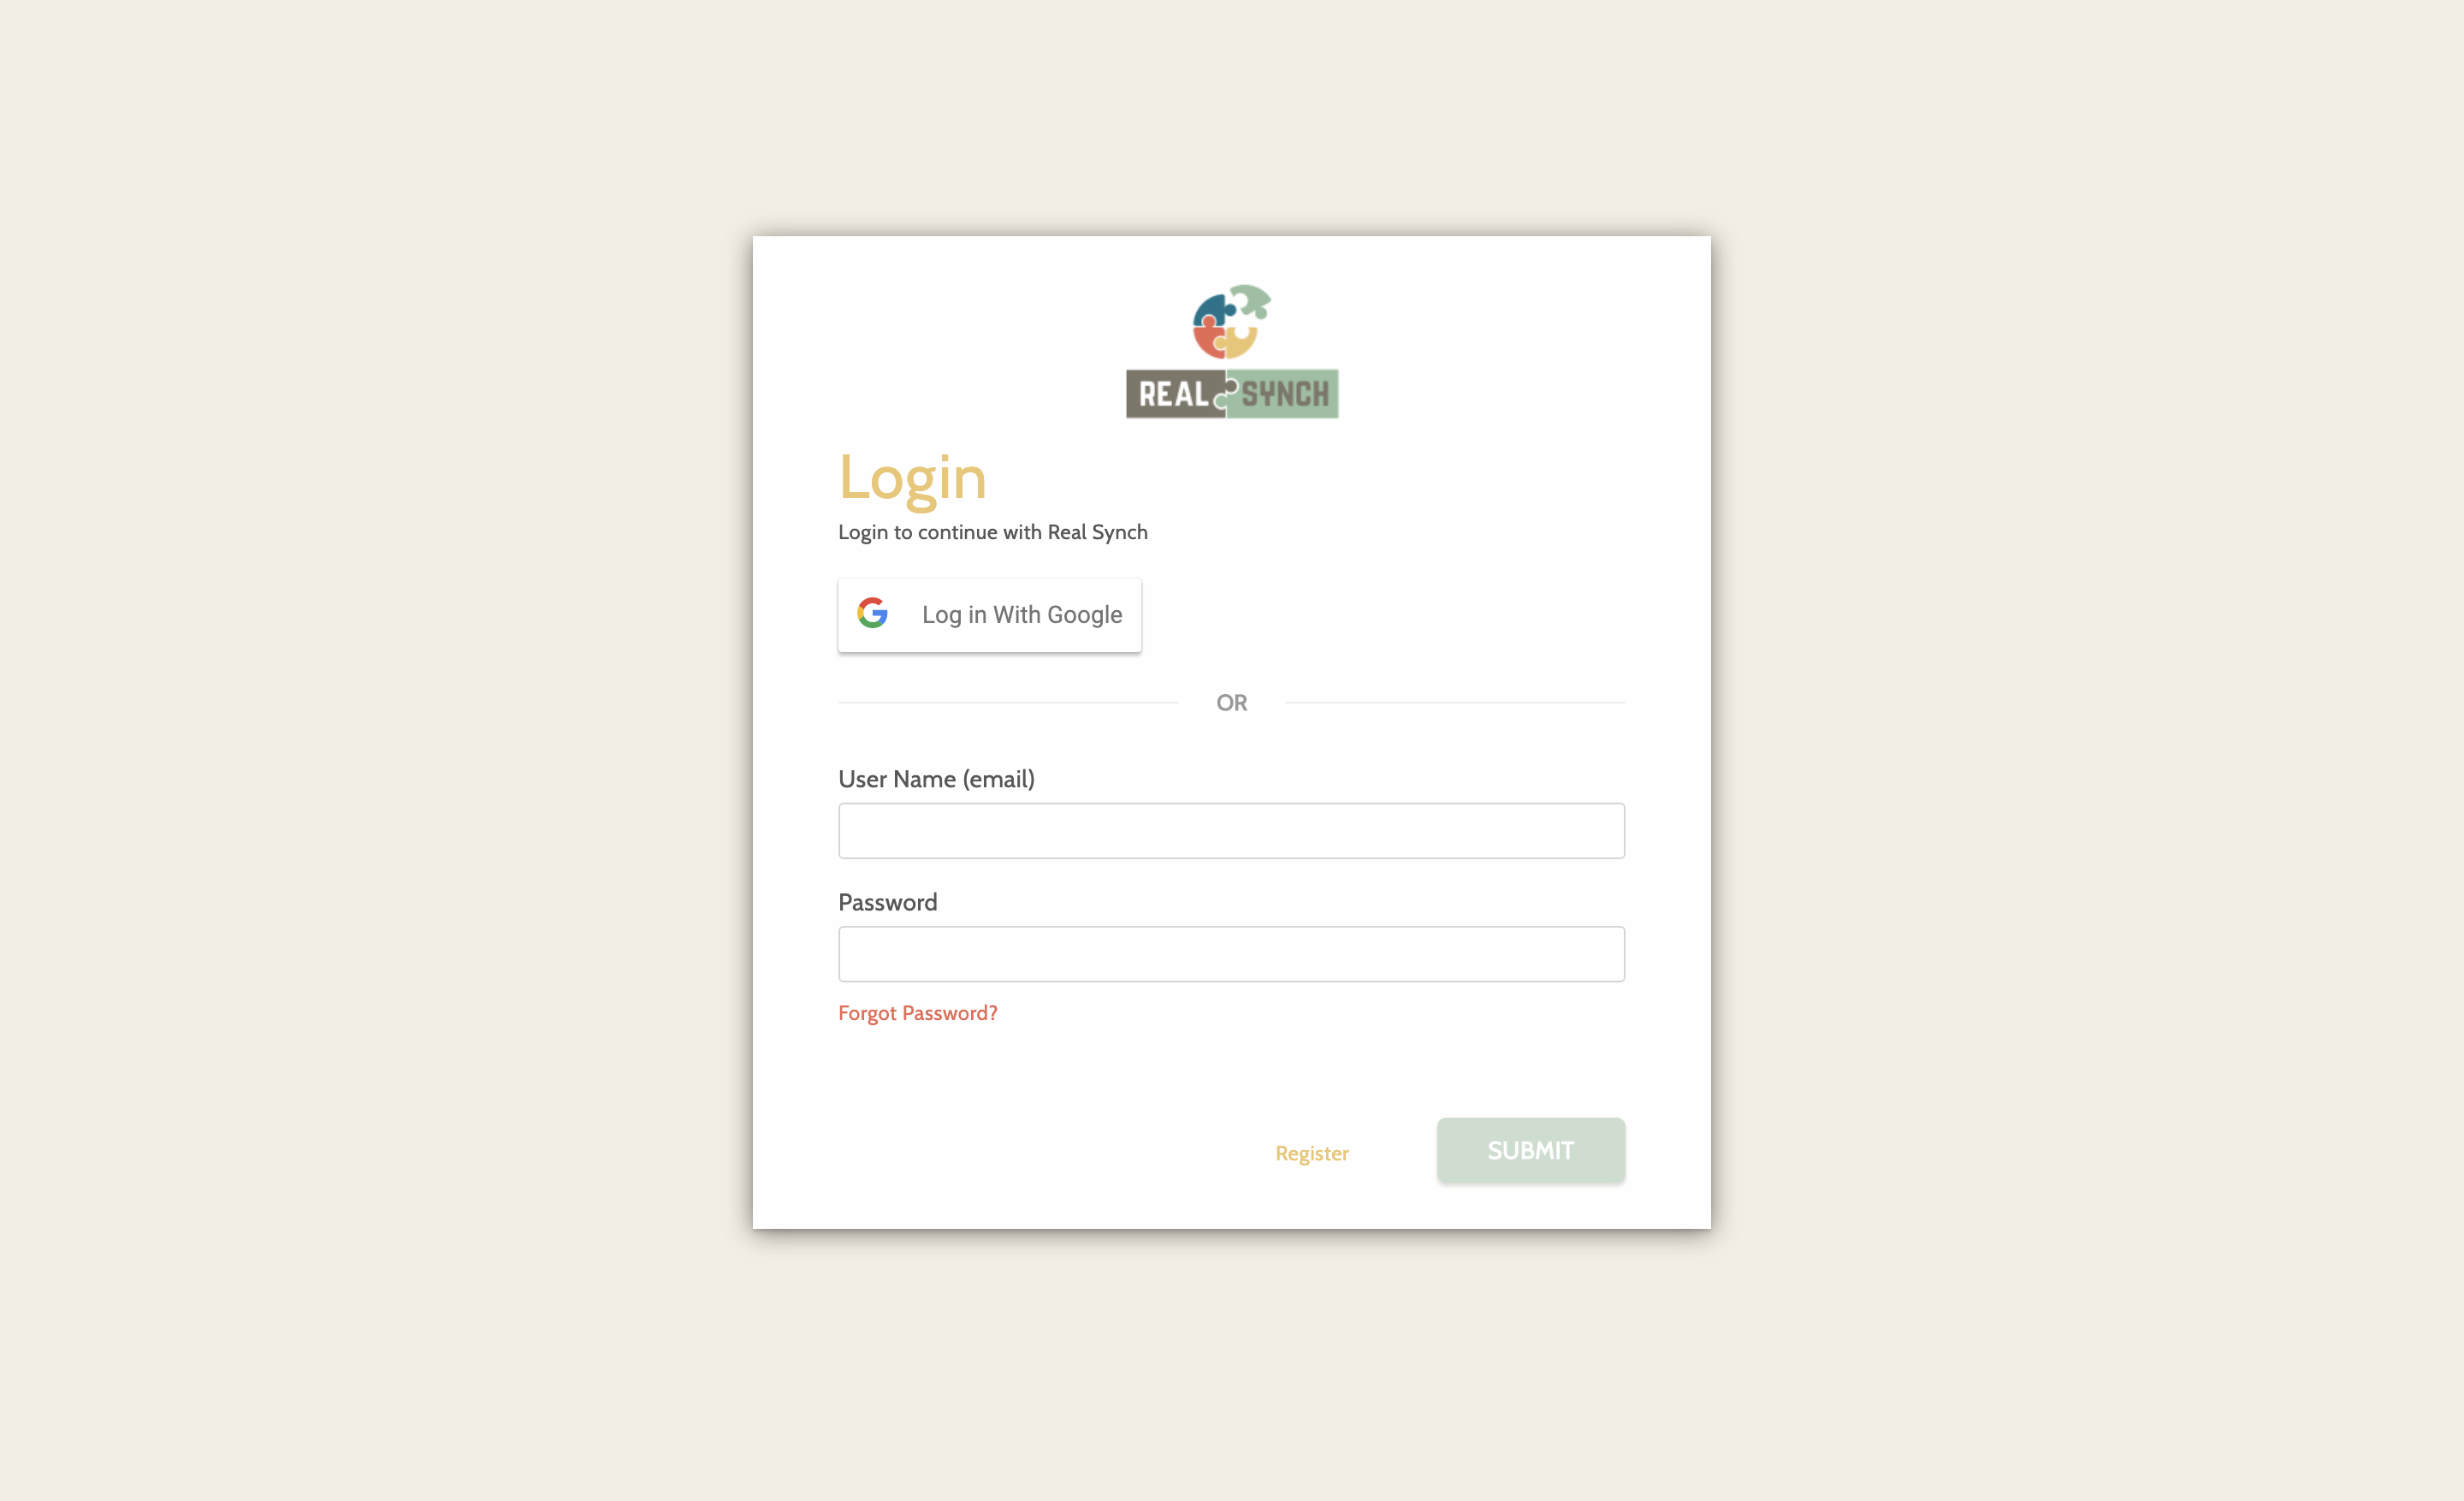 REAL SYNCH
Login
Login to continue with Real Synch
Log in With Google
OR
User Name (email)
Password
Forgot Password?
Register
SUBMIT